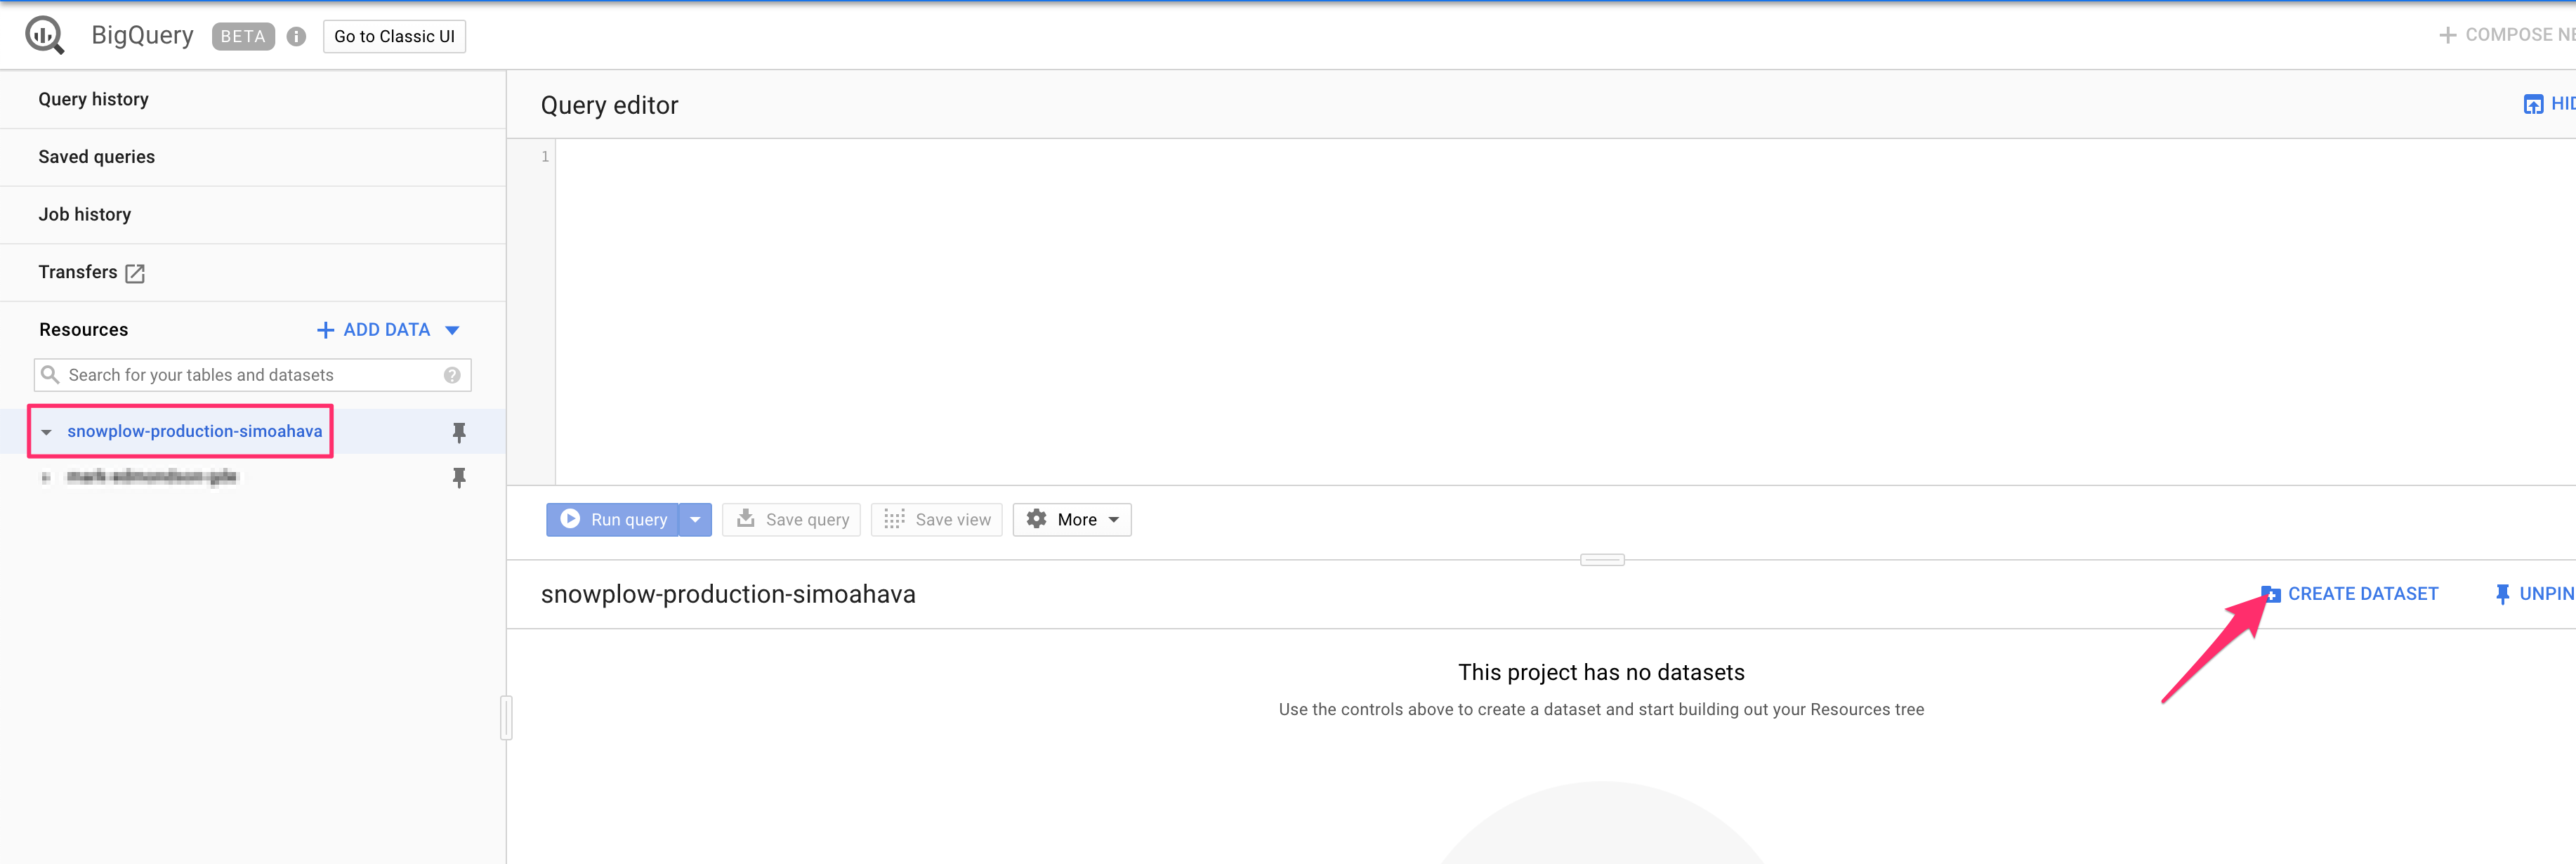 BigQuery BETA Go to Classic UI
COMPOSE NE
Query history
Saved queries
Job history
Transfers
Resources ADD DATA
Search for your tables and datasets
snowplow-production-simoahava
Query editor
HID
1
Run query Save query Save view More
snowplow-production-simoahava
CREATE DATASET UNPIN
This project has no datasets
Use the controls above to create a dataset and start building out your Resources tree